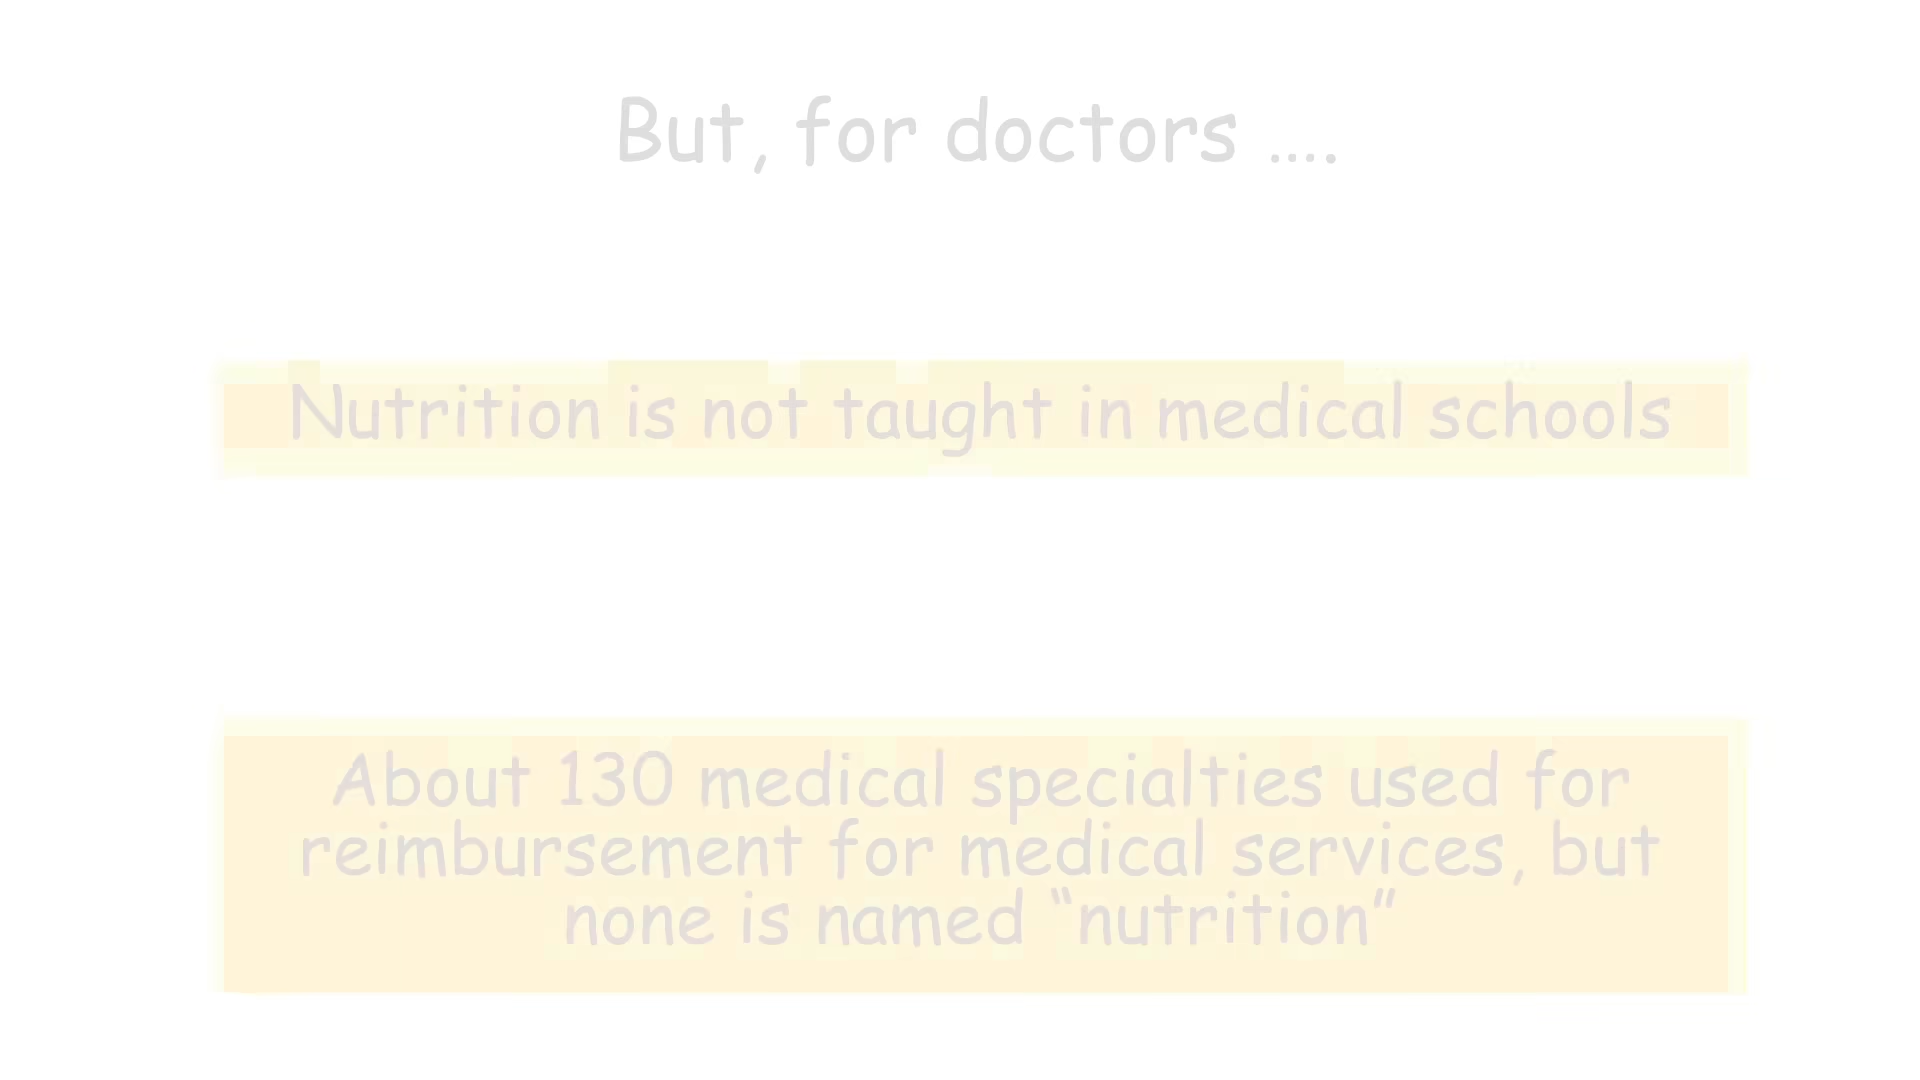 But, for doctors ....
Nutrition is not taught in medical schools
About 130 medical specialties used for
reimbursement for medical services, but
none is named “nutrition”